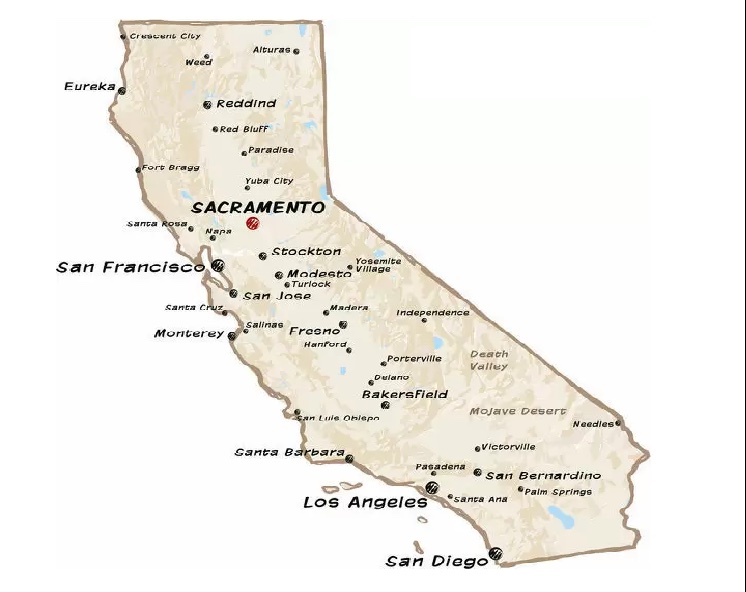 Crescent City
Alturas
Weed
Eureka
Reddind
Red Bluff
Paradise
Fort Bragg
Yuba City
SACRAMENTO
Santa Rosa
Napa
Stockton
San Francisco
Yosemite
Village
Modesto
Turlock
San Jose
Santa Cruz
Madera
Independence
Salinas
Monterey
Fresno
Hanford
Death
Valley
Porterville
Delano
Bakersfield
Mojave Desert
San Luis Obispo
Needles
Victorville
Santa Barbara
Pasadena
San Bernardino
Palm Springs
Los Angeles
Santa Ana
San Diego